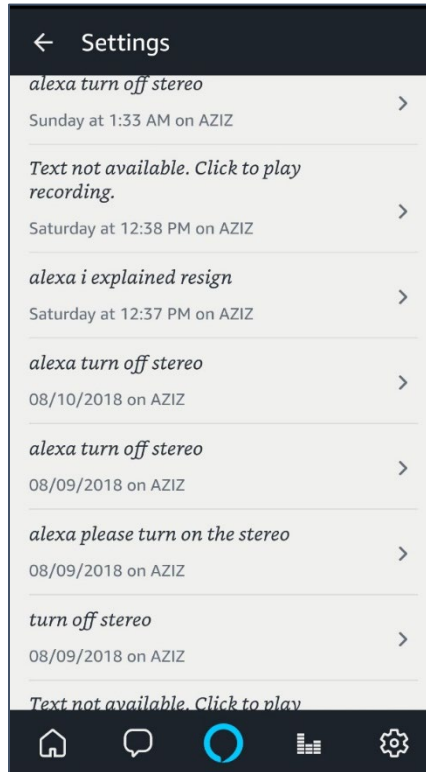 Settings
alexa turn off stereo
Sunday at 1:33 AM on AZIZ
Text not available. Click to play
recording.
Saturday at 12:38 PM on AZIZ
alexa i explained resign
Saturday at 12:37 PM on AZIZ
alexa turn off stereo
08/10/2018 on AZIZ
alexa turn off stereo
08/09/2018 on AZIZ
alexa please turn on the stereo
08/09/2018 on AZIZ
turn off stereo
08/09/2018 on AZIZ
Text not available. Click to play